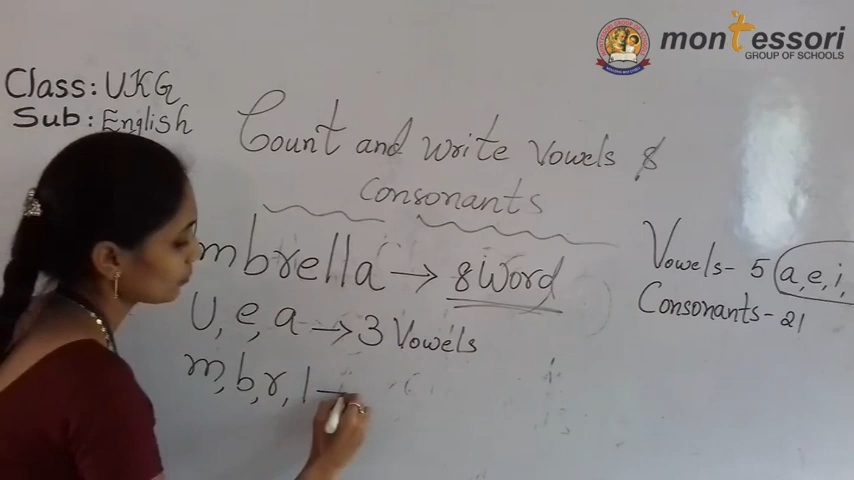 montessori
GROUP OF SCHOOLS
Class: UKG
Sub: English
Count and write Vowels &
Consonants
mbrella → 8 Word
U, e, a → 3 Vowels
m, b, r, l →
Vowels- 5 (a, e, i,
Consonants - 21